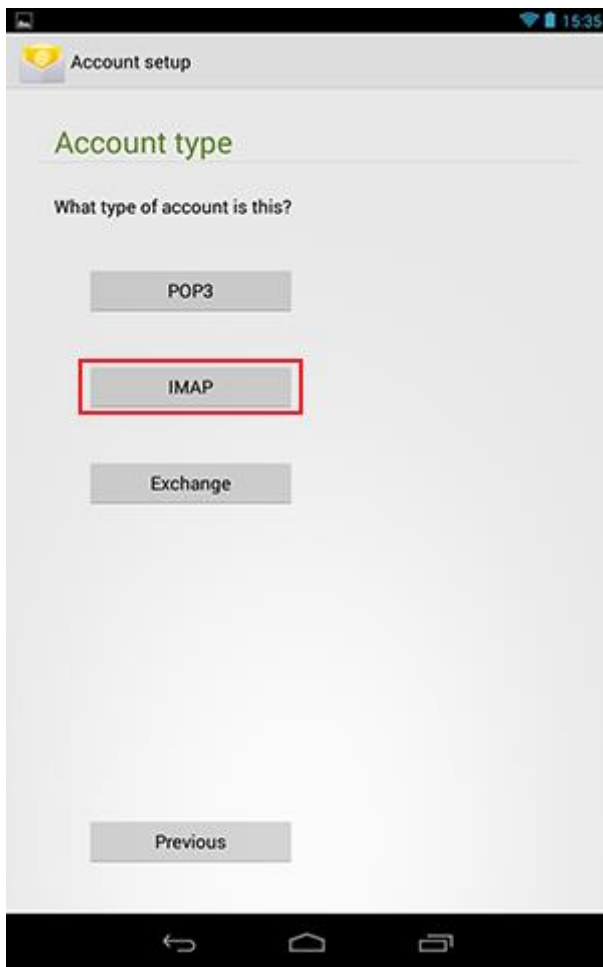 15:35
Account setup
Account type
What type of account is this?
POP3
IMAP
Exchange
Previous